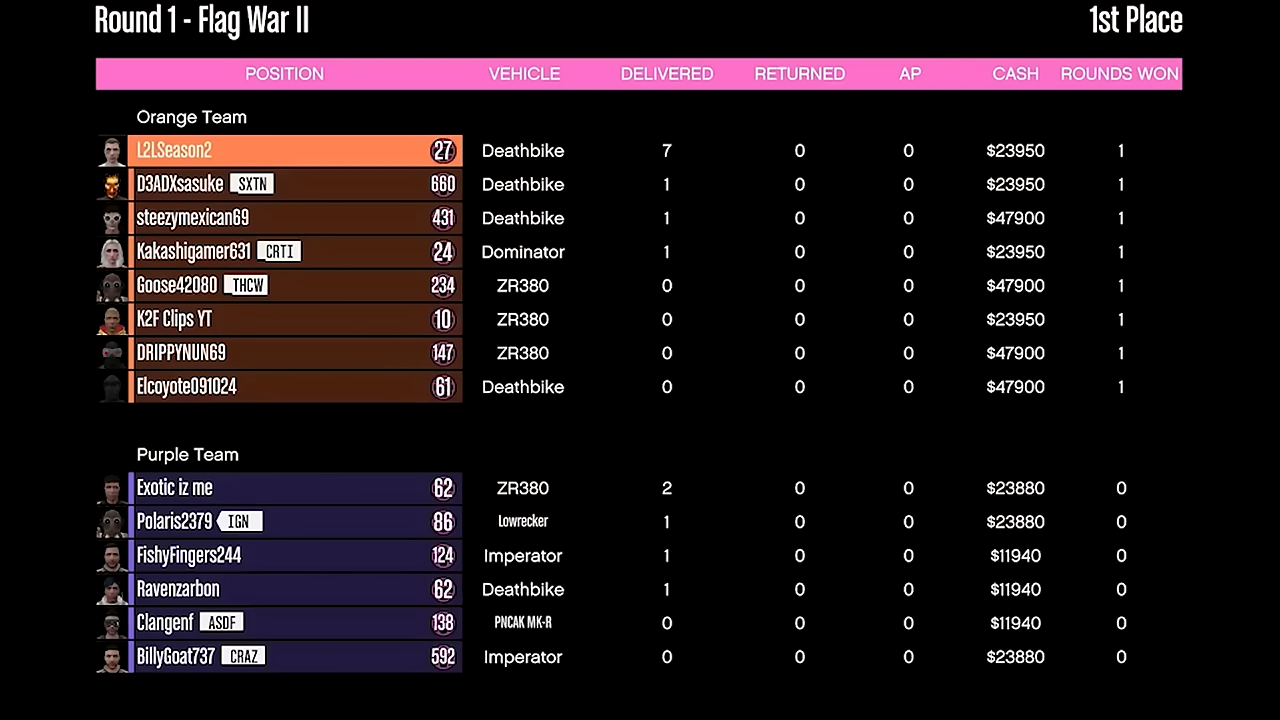 Round 1 - Flag War II 1st Place
POSITION VEHICLE DELIVERED RETURNED AP CASH ROUNDS WON
Orange Team
L2LSeason2 27 Deathbike 7 0 0 $23950 1
D3ADXsasuke SXTN 660 Deathbike 1 0 0 $23950 1
steezymexican69 431 Deathbike 1 0 0 $47900 1
Kakashigamer631 CRTI 24 Dominator 1 0 0 $23950 1
Goose42080 THCW 234 ZR380 0 0 0 $47900 1
K2F Clips YT 10 ZR380 0 0 0 $23950 1
DRIPPYNUN69 147 ZR380 0 0 0 $47900 1
Elcoyote091024 61 Deathbike 0 0 0 $47900 1
Purple Team
Exotic iz me 62 ZR380 2 0 0 $23880 0
Polaris2379 IGN 86 Lowrecker 1 0 0 $23880 0
FishyFingers244 124 Imperator 1 0 0 $11940 0
Ravenzarbon 62 Deathbike 1 0 0 $11940 0
Clangenf ASDF 138 PNCAK MK-R 0 0 0 $11940 0
BillyGoat737 CRAZ 592 Imperator 0 0 0 $23880 0